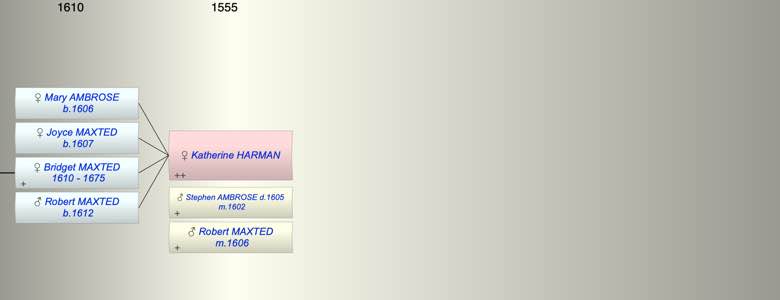 1610 1555
♀ Mary AMBROSE
b.1606
♀ Joyce MAXTED
b.1607
♀ Bridget MAXTED
1610 - 1675
+
♂ Robert MAXTED
b.1612
♀ Katherine HARMAN
++
♂ Stephen AMBROSE d.1605
m.1602
+
♂ Robert MAXTED
m.1606
+